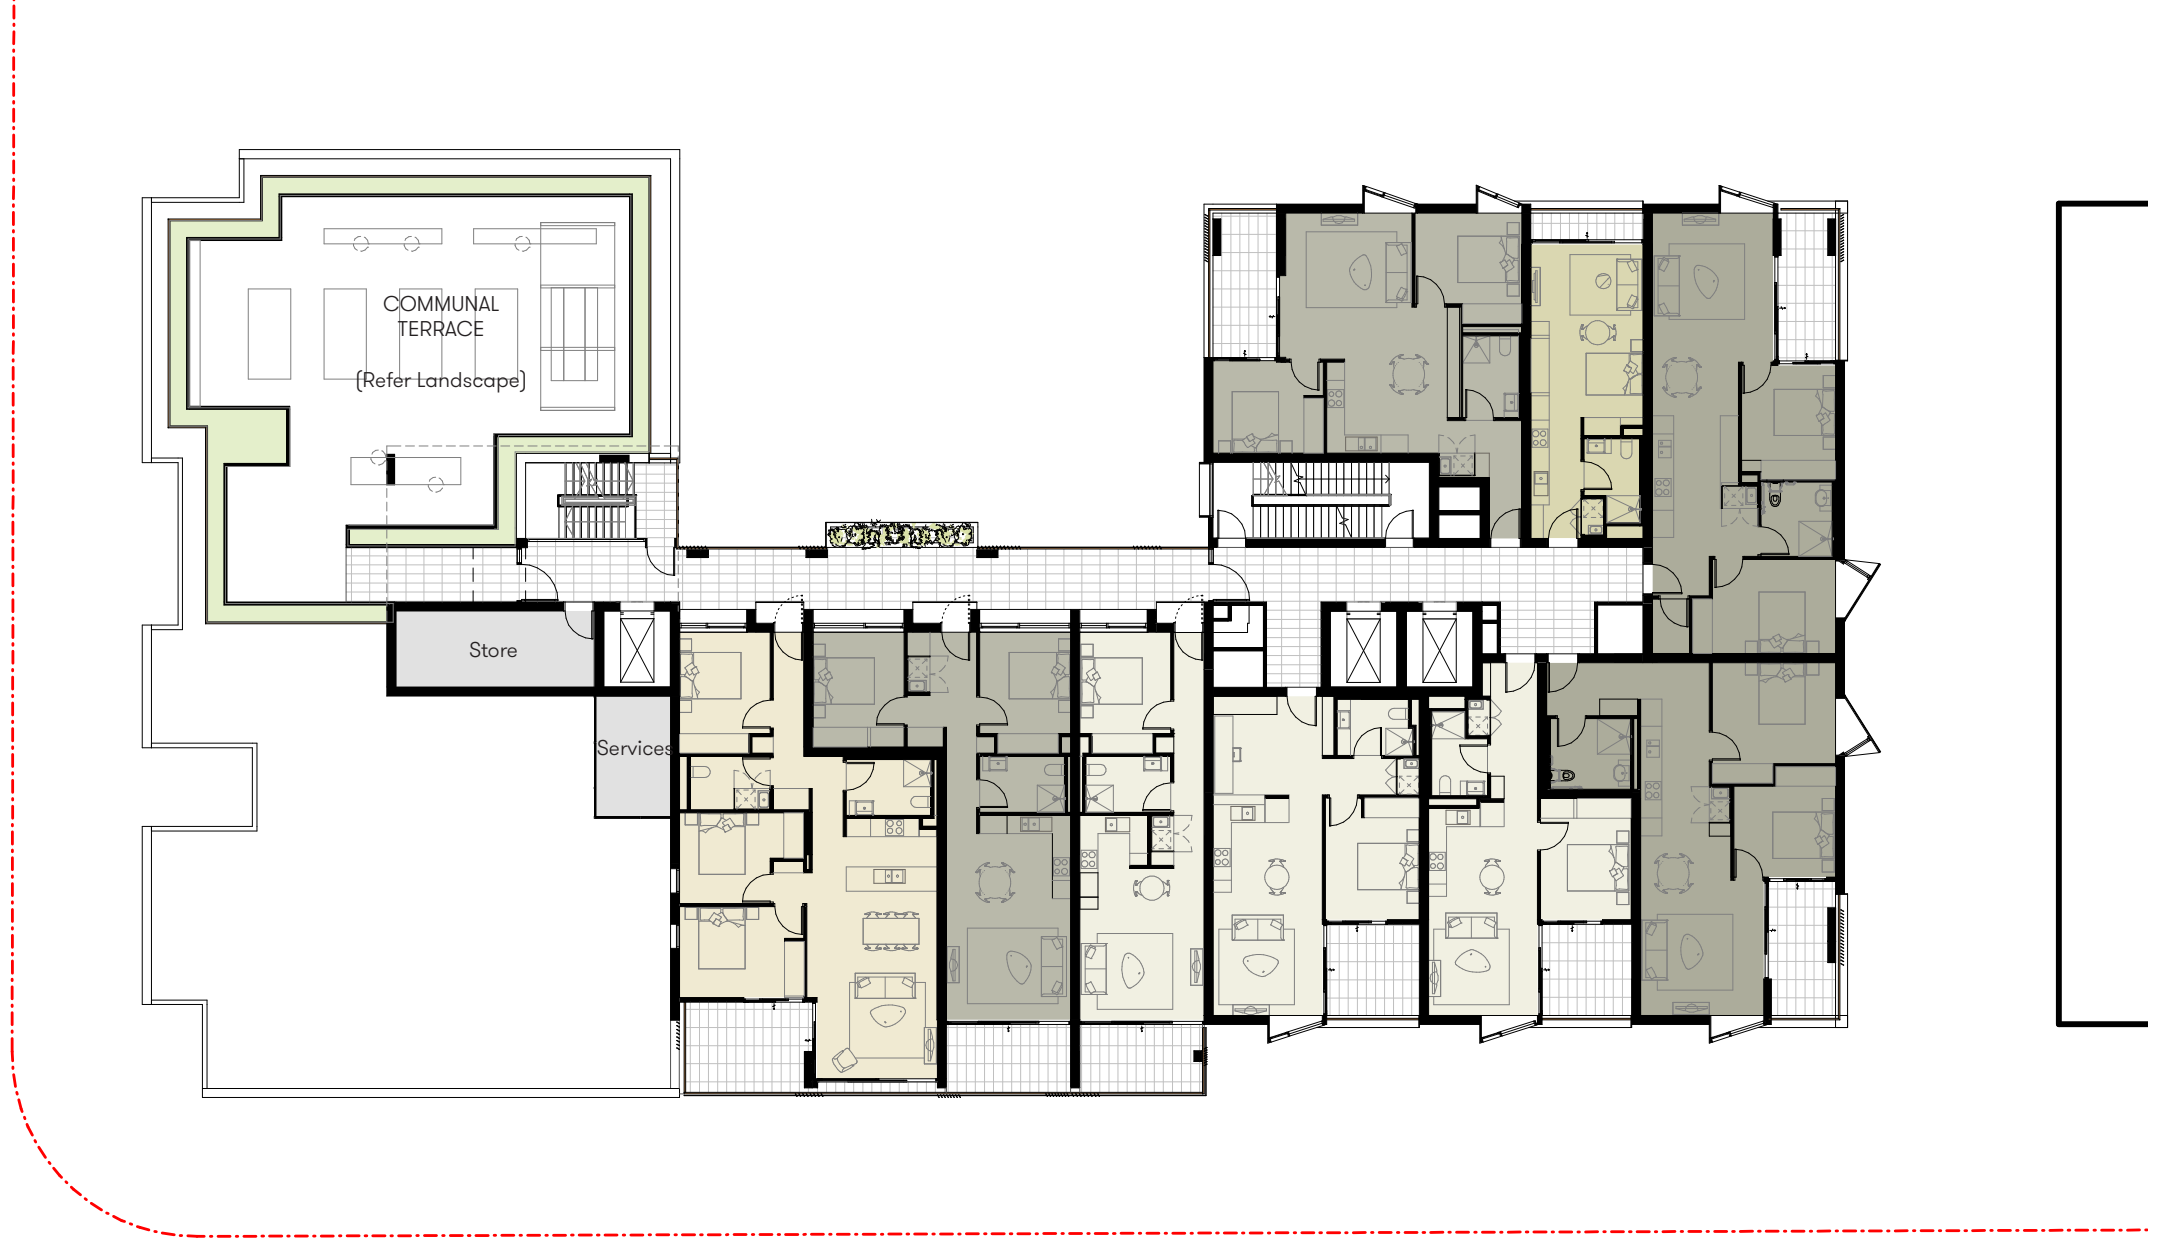 COMMUNAL
TERRACE
(Refer Landscape)
Store
Services